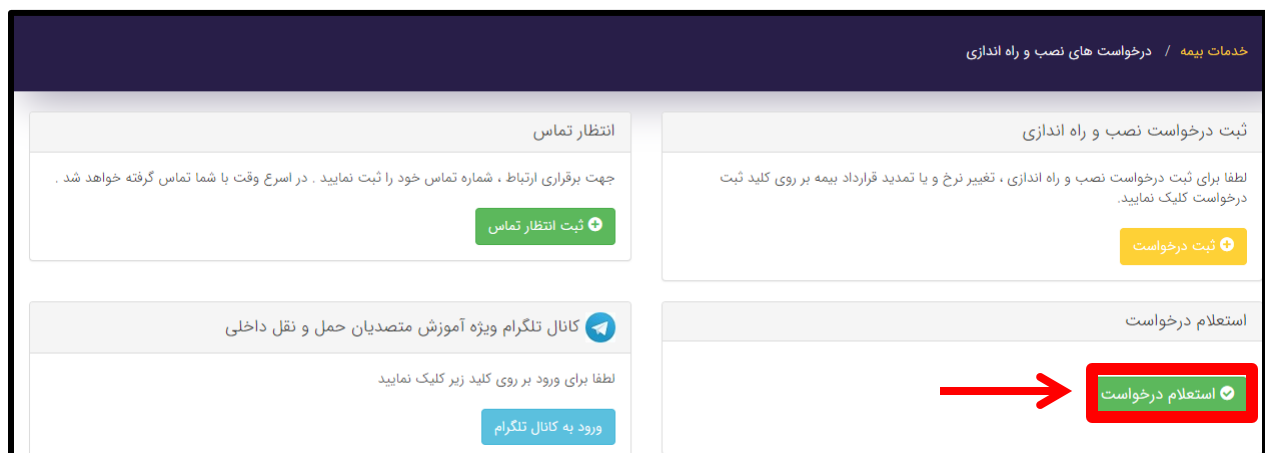 خدمات بیمه / درخواست های نصب و راه اندازی
ثبت درخواست نصب و راه اندازی
لطفا برای ثبت درخواست نصب و راه اندازی ، تغییر نرخ و یا تمدید قرارداد بیمه بر روی کلید ثبت
درخواست کلیک نمایید.
ثبت درخواست
انتظار تماس
جهت برقراری ارتباط ، شماره تماس خود را ثبت نمایید . در اسرع وقت با شما تماس گرفته خواهد شد .
ثبت انتظار تماس
استعلام درخواست
استعلام درخواست
کانال تلگرام ویژه آموزش متصدیان حمل و نقل داخلی
لطفا برای ورود بر روی کلید زیر کلیک نمایید
ورود به کانال تلگرام